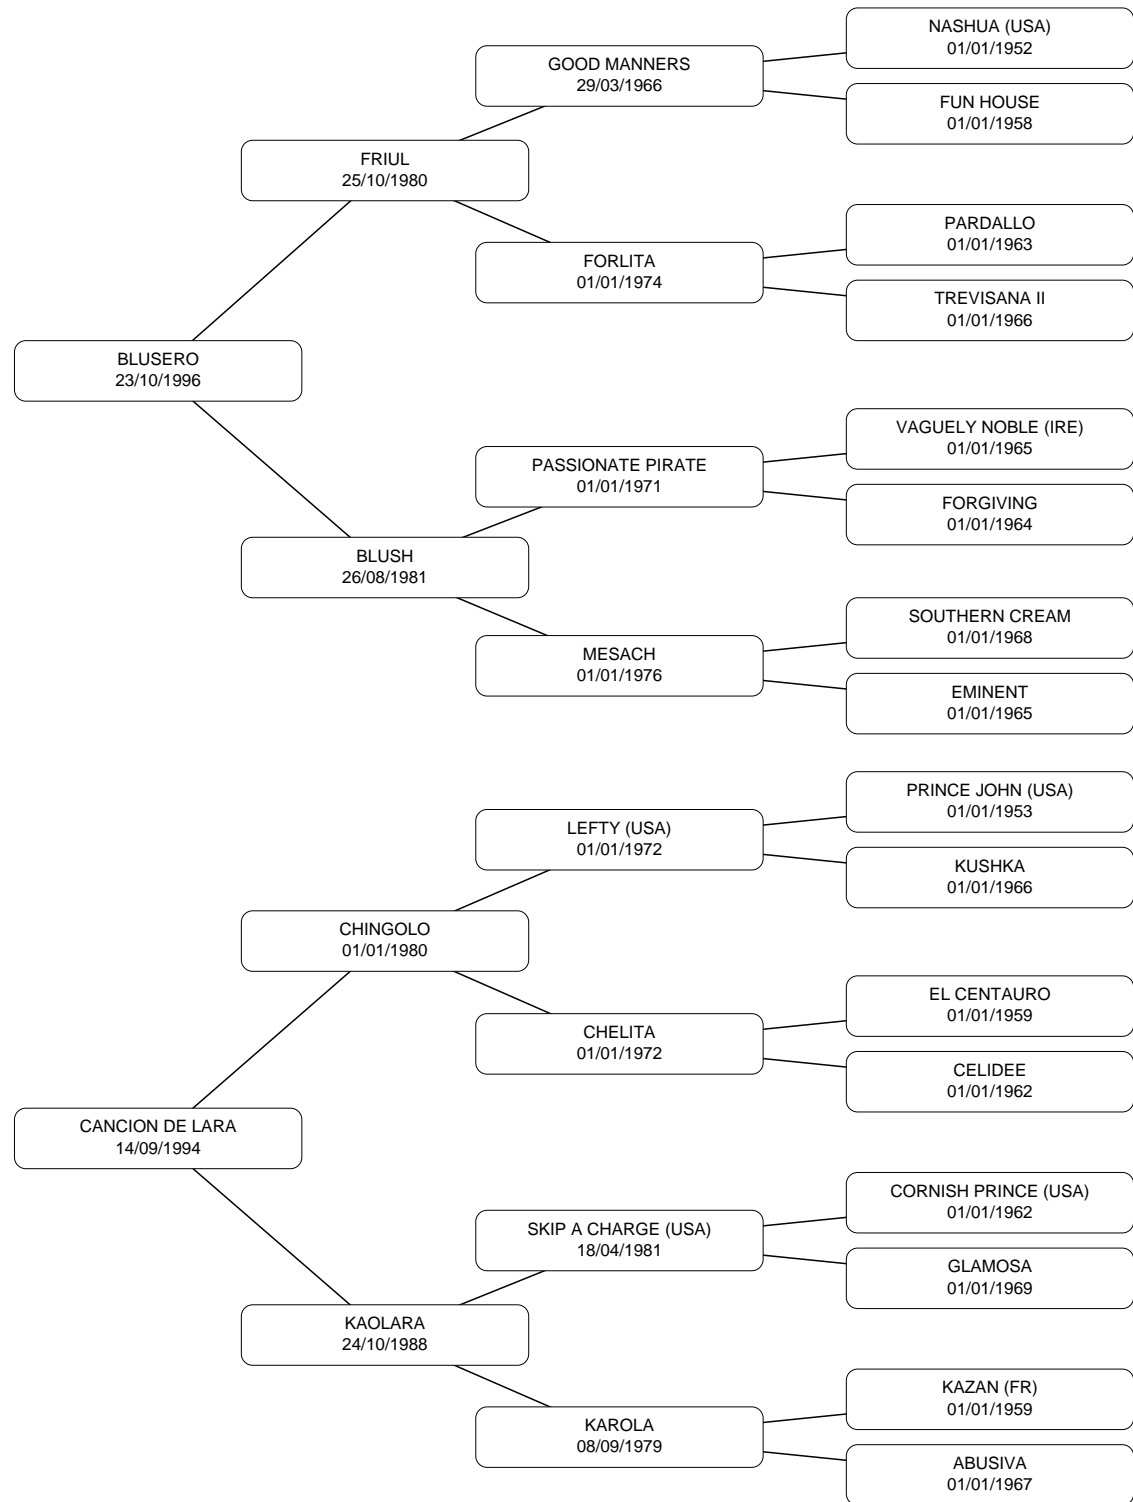 NASHUA (USA)
01/01/1952
GOOD MANNERS
29/03/1966
FUN HOUSE
01/01/1958
FRIUL
25/10/1980
PARDALLO
01/01/1963
FORLITA
01/01/1974
TREVISANA II
01/01/1966
BLUSERO
23/10/1996
VAGUELY NOBLE (IRE)
01/01/1965
PASSIONATE PIRATE
01/01/1971
FORGIVING
01/01/1964
BLUSH
26/08/1981
SOUTHERN CREAM
01/01/1968
MESACH
01/01/1976
EMINENT
01/01/1965
PRINCE JOHN (USA)
01/01/1953
LEFTY (USA)
01/01/1972
KUSHKA
01/01/1966
CHINGOLO
01/01/1980
EL CENTAURO
01/01/1959
CHELITA
01/01/1972
CELIDEE
01/01/1962
CANCION DE LARA
14/09/1994
CORNISH PRINCE (USA)
01/01/1962
SKIP A CHARGE (USA)
18/04/1981
GLAMOSA
01/01/1969
KAOLARA
24/10/1988
KAZAN (FR)
01/01/1959
KAROLA
08/09/1979
ABUSIVA
01/01/1967